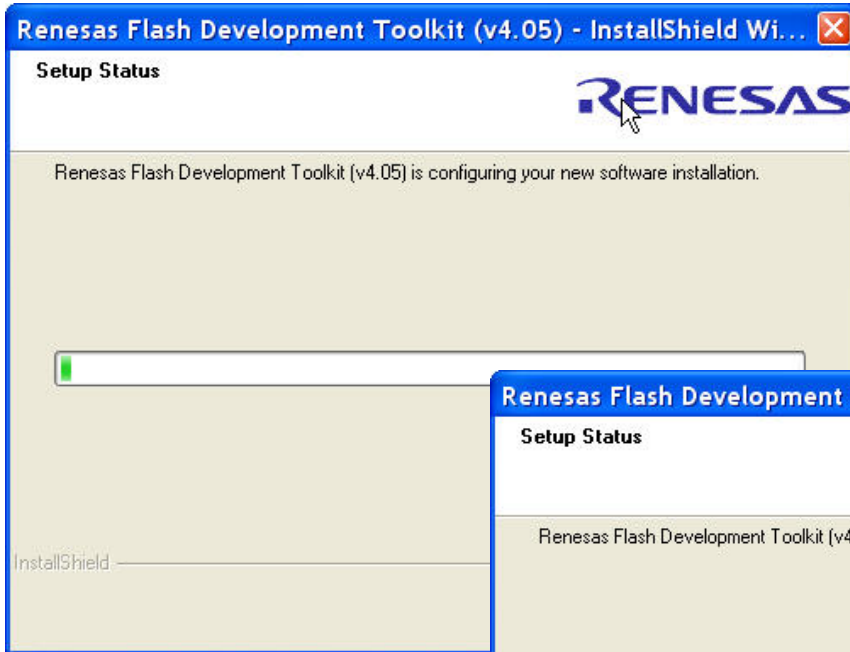 Renesas Flash Development Toolkit (v4.05) - InstallShield Wi...
Setup Status
RENESAS
Renesas Flash Development Toolkit (v4.05) is configuring your new software installation.
InstallShield
Renesas Flash Development
Setup Status
Renesas Flash Development Toolkit (v4